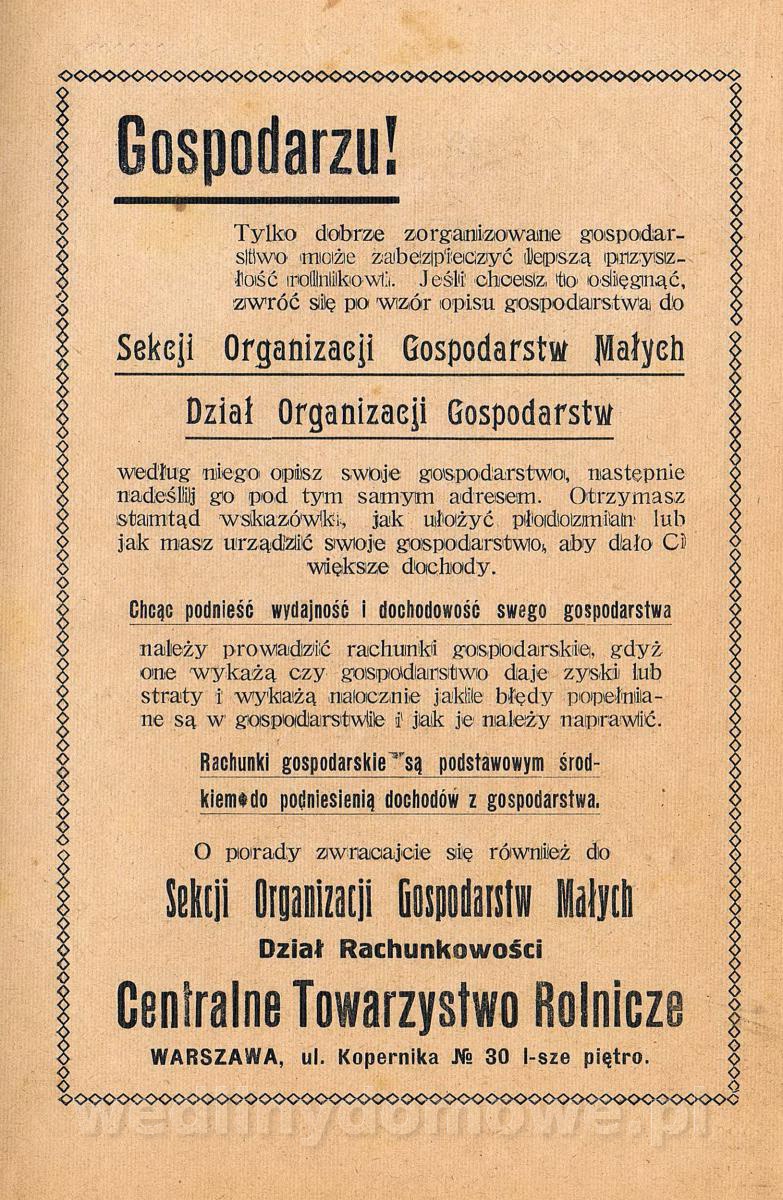 Gospodarzu!
Tylko dobrze zorganizowane gospodar-
stwo może zabezpieczyć lepszą przysz-
łość rolnikowi. Jeśli chcesz to osięgnąć,
zwróć się po wzór opisu gospodarstwa do
Sekcji Organizacji Gospodarstw Małych
Dział Organizacji Gospodarstw
według niego opisz swoje gospodarstwo, następnie
nadeślij go pod tym samym adresem. Otrzymasz
stamtąd wskazówki, jak ułożyć płodozmian lub
jak masz urządzić swoje gospodarstwo, aby dało Ci
większe dochody.
Chcąc podnieść wydajność i dochodowość swego gospodarstwa
należy prowadzić rachunki gospodarskie, gdyż
one wykażą czy gospodarstwo daje zyski lub
straty i wykażą naocznie jakie błędy popełnia-
ne są w gospodarstwie i jak je należy naprawić.
Rachunki gospodarskie są podstawowym środ-
kiem do podniesienią dochodów z gospodarstwa.
O porady zwracajcie się również do
Sekcji Organizacji Gospodarstw Małych
Dział Rachunkowości
Centralne Towarzystwo Rolnicze
WARSZAWA, ul. Kopernika № 30 I-sze piętro.
wedlinydomowe.pl